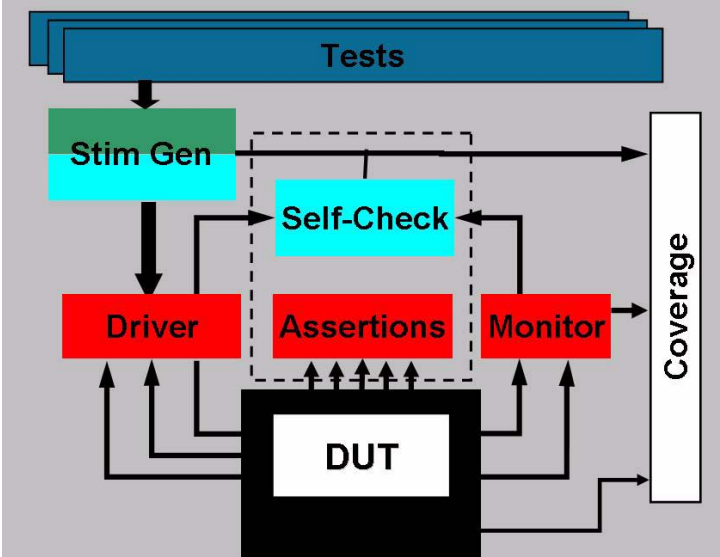 Tests
Stim Gen
Self-Check
Driver
Assertions
Monitor
Coverage
DUT